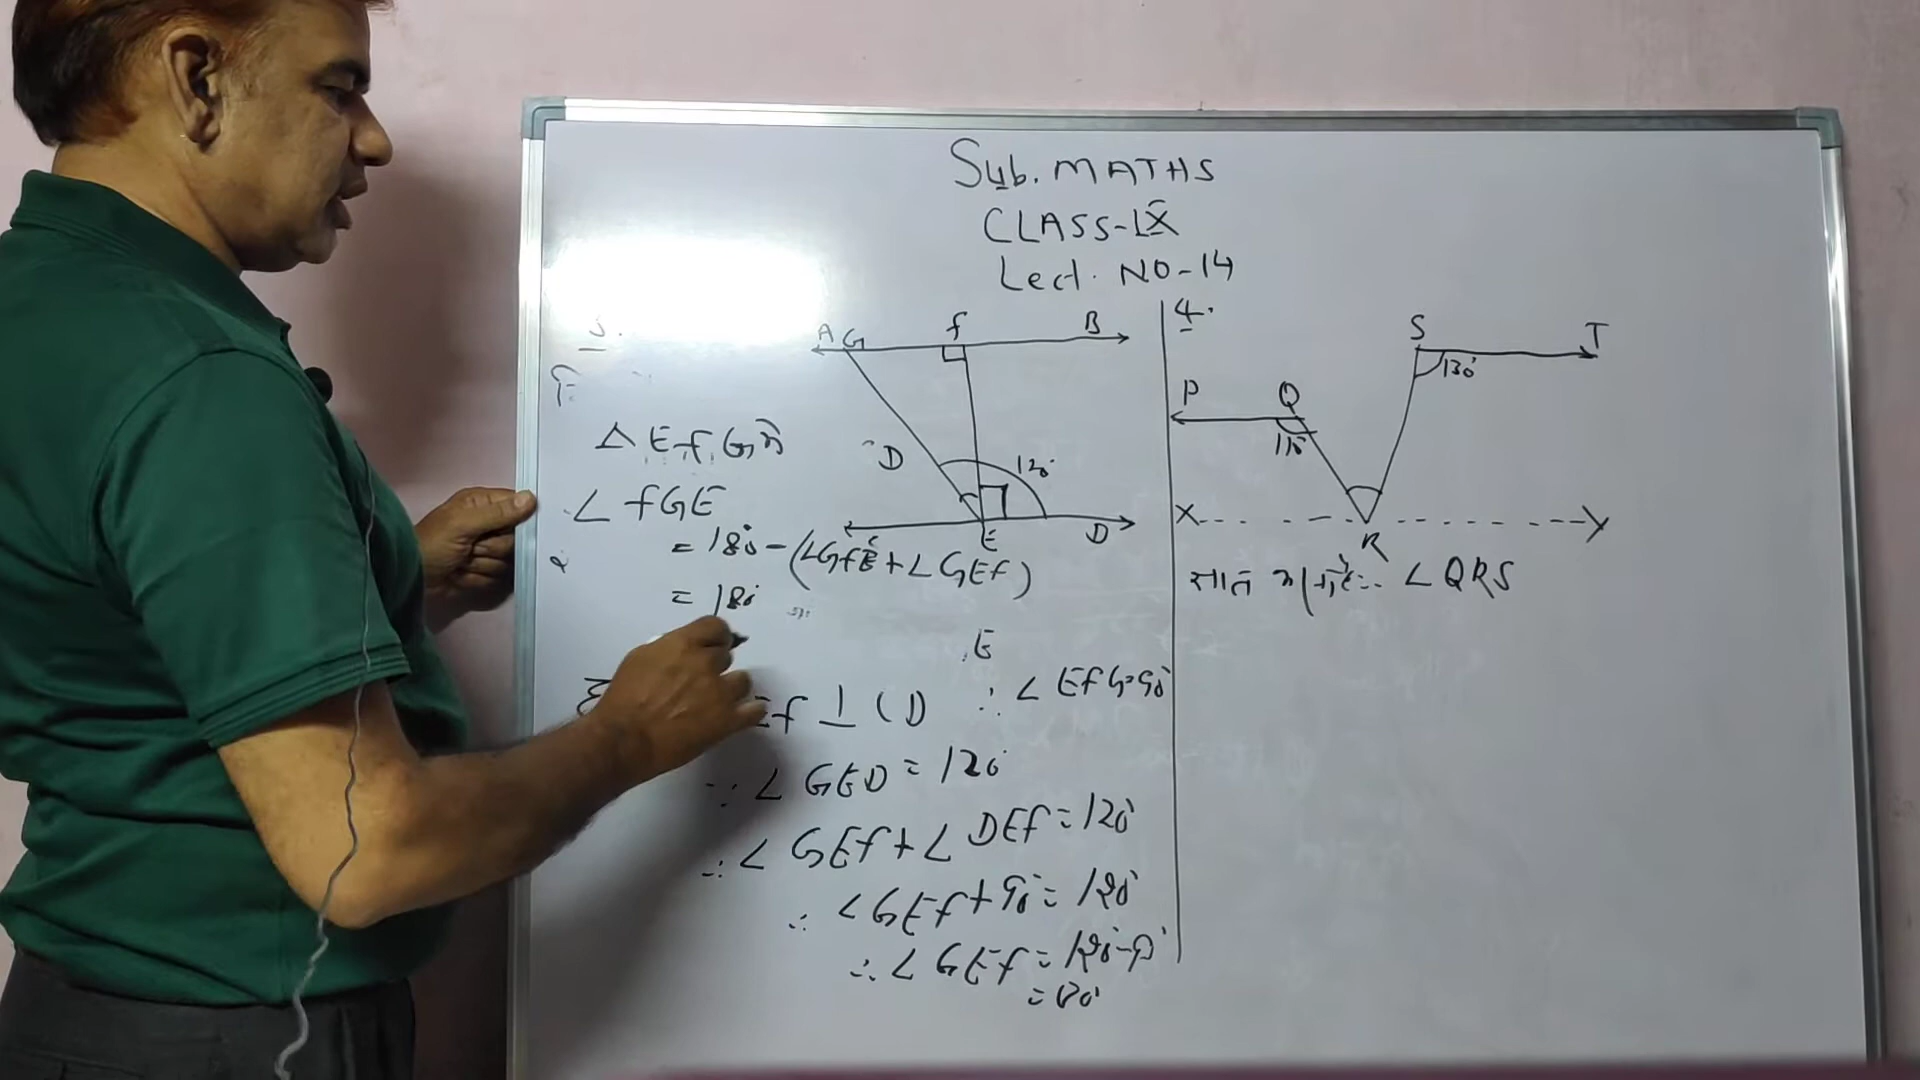 Sub. MATHS
CLASS-IX
Lect. NO-14
A G f B
D
120°
E D
Δ EfG में
∠ fGE
= 180° - (∠GfE + ∠GEf)
= 180°
E
Ef ⊥ CD ∴ ∠ EfG = 90°
∵ ∠ GED = 120°
∴ ∠ GEf + ∠ DEf = 120°
∴ ∠GEf + 90° = 120°
∴ ∠ GEf = 120° - 90°
4.
S T
130°
P Q
110°
X R Y
∠ QRS